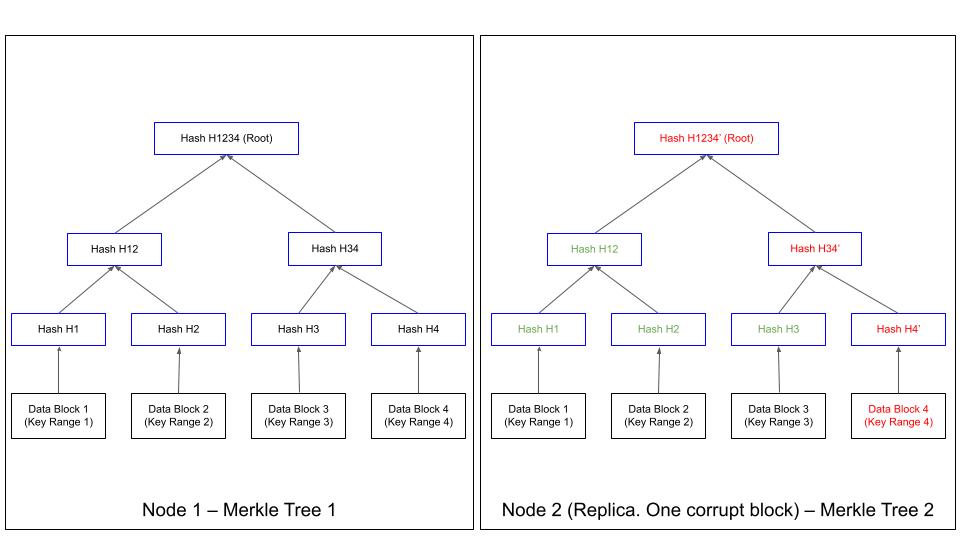 Hash H1234 (Root)
Hash H12
Hash H34
Hash H1
Hash H2
Hash H3
Hash H4
Data Block 1
(Key Range 1)
Data Block 2
(Key Range 2)
Data Block 3
(Key Range 3)
Data Block 4
(Key Range 4)
Node 1 – Merkle Tree 1
Hash H1234’ (Root)
Hash H12
Hash H34’
Hash H1
Hash H2
Hash H3
Hash H4’
Data Block 1
(Key Range 1)
Data Block 2
(Key Range 2)
Data Block 3
(Key Range 3)
Data Block 4
(Key Range 4)
Node 2 (Replica. One corrupt block) – Merkle Tree 2